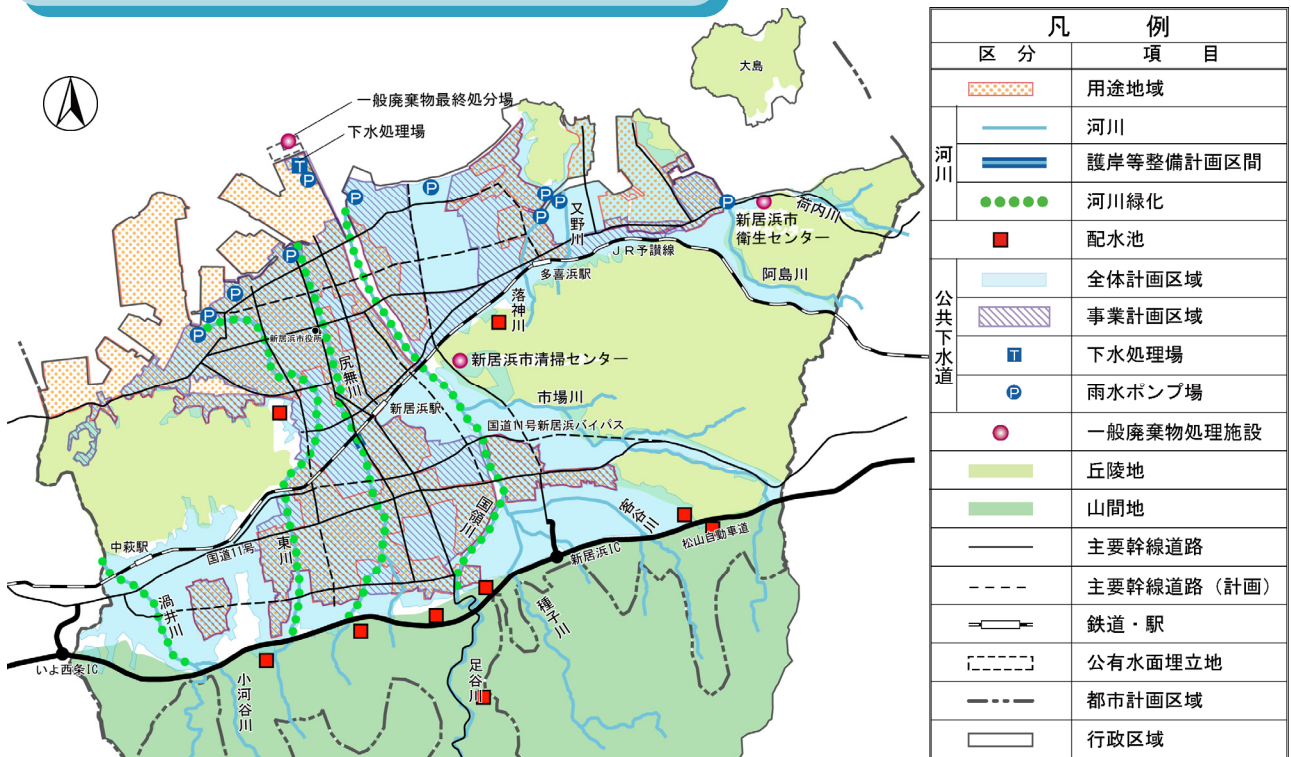 大島
一般廃棄物最終処分場
下水処理場
T
P
P
P
P
P
P
P
P
P
P
P
又野川
新居浜市
衛生センター
荷内川
JR予讃線
多喜浜駅
阿島川
落神川
新居浜市役所
尻無川
新居浜市清掃センター
新居浜駅
市場川
国道11号新居浜バイパス
国領川
客谷川
松山自動車道
新居浜IC
中萩駅
国道11号
東川
渦井川
種子川
いよ西条IC
小河谷川
足谷川
凡 例
区 分 項 目
用途地域
河川
河川
護岸等整備計画区間
河川緑化
配水池
公共下水道
全体計画区域
事業計画区域
T 下水処理場
P 雨水ポンプ場
一般廃棄物処理施設
丘陵地
山間地
主要幹線道路
主要幹線道路（計画）
鉄道・駅
公有水面埋立地
都市計画区域
行政区域